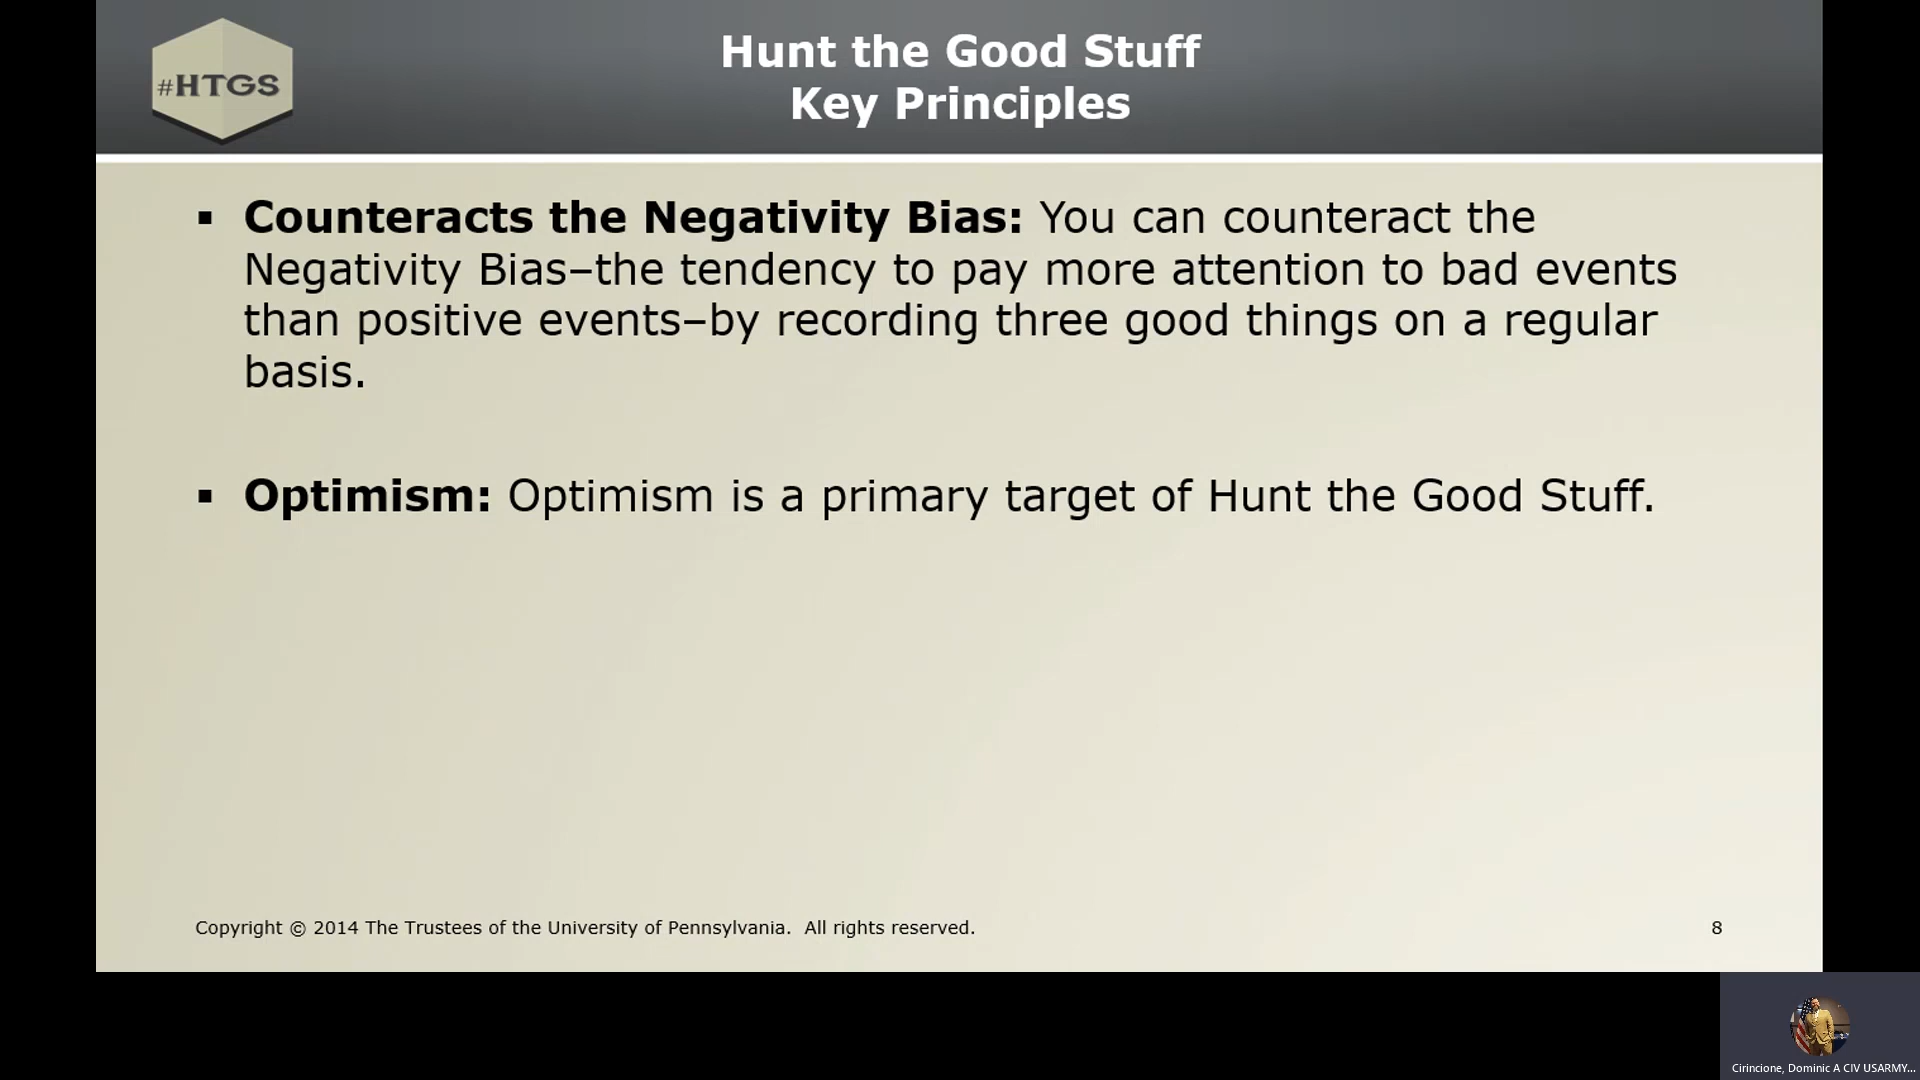 #HTGS
Hunt the Good Stuff
Key Principles
▪ Counteracts the Negativity Bias: You can counteract the
Negativity Bias–the tendency to pay more attention to bad events
than positive events–by recording three good things on a regular
basis.
▪ Optimism: Optimism is a primary target of Hunt the Good Stuff.
Copyright © 2014 The Trustees of the University of Pennsylvania. All rights reserved.
8
Cirincione, Dominic A CIV USARMY...